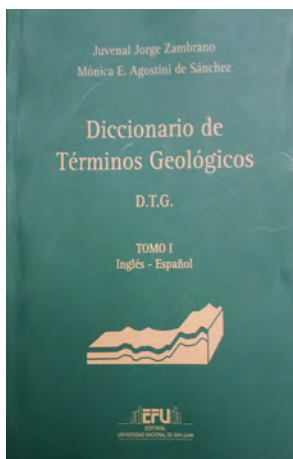 Juvenal Jorge Zambrano
Mónica E. Agostini de Sánchez
Diccionario de
Términos Geológicos
D.T.G.
TOMO I
Inglés - Español
EFU
EDITORIAL
UNIVERSIDAD NACIONAL DE SAN JUAN